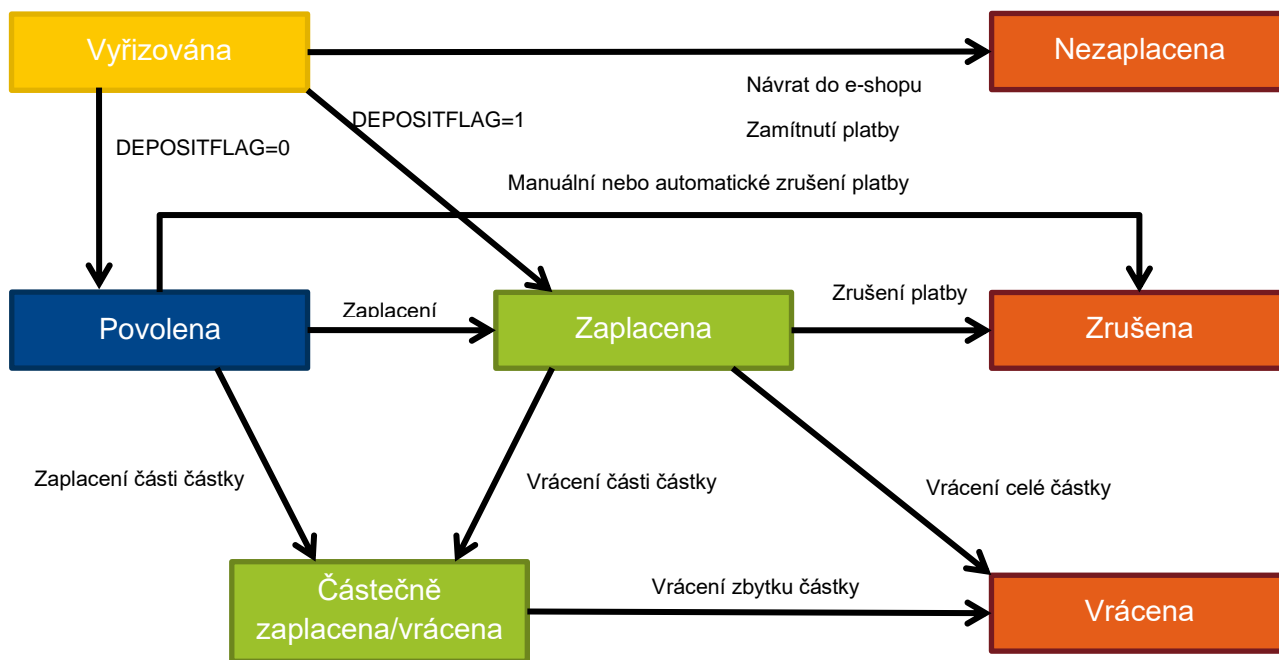 Vyřizována
Nezaplacena
Návrat do e-shopu
DEPOSITFLAG=1
Zamítnutí platby
DEPOSITFLAG=0
Manuální nebo automatické zrušení platby
Zaplacení
Zrušení platby
Povolena
Zaplacena
Zrušena
Zaplacení části částky
Vrácení části částky
Vrácení celé částky
Částečně
zaplacena/vrácena
Vrácení zbytku částky
Vrácena